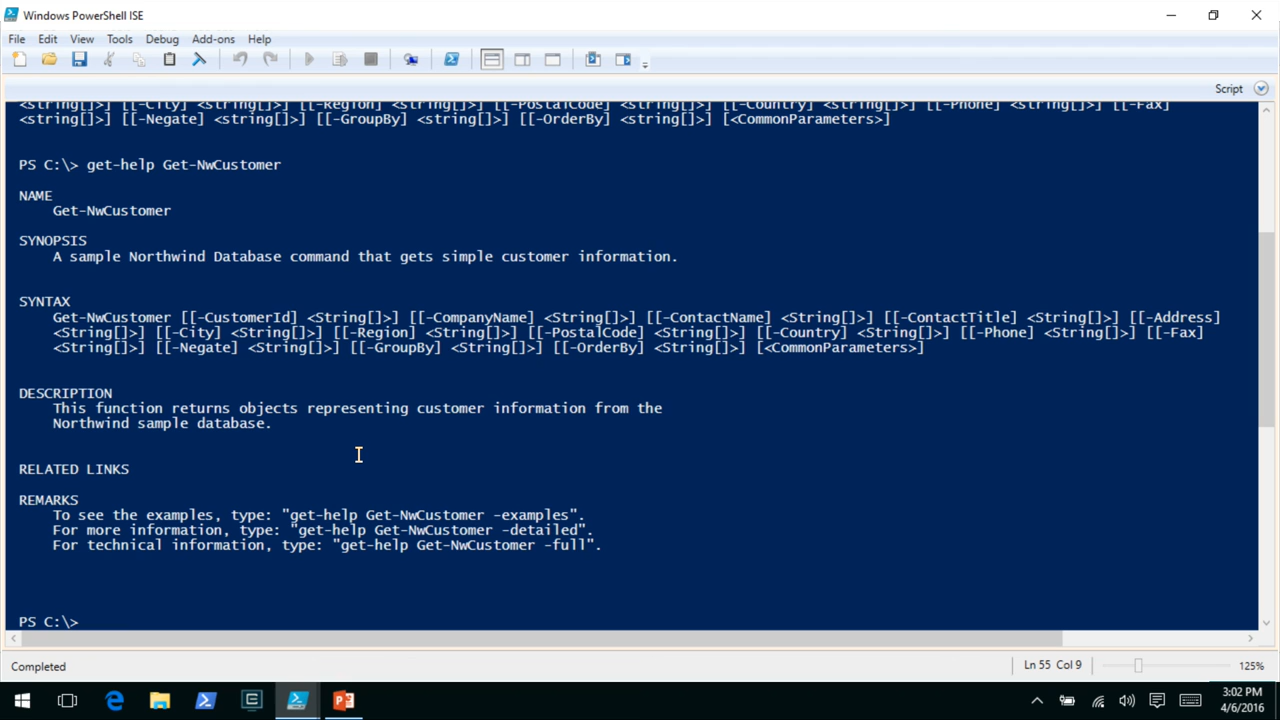 Windows PowerShell ISE
File Edit View Tools Debug Add-ons Help
Script
<string[]>] [[-City] <string[]>] [[-Region] <string[]>] [[-PostalCode] <string[]>] [[-Country] <string[]>] [[-Phone] <string[]>] [[-Fax]
<string[]>] [[-Negate] <string[]>] [[-GroupBy] <string[]>] [[-OrderBy] <string[]>] [<CommonParameters>]
PS C:\> get-help Get-NwCustomer
NAME
Get-NwCustomer
SYNOPSIS
A sample Northwind Database command that gets simple customer information.
SYNTAX
Get-NwCustomer [[-CustomerId] <String[]>] [[-CompanyName] <String[]>] [[-ContactName] <String[]>] [[-ContactTitle] <String[]>] [[-Address]
<String[]>] [[-City] <String[]>] [[-Region] <String[]>] [[-PostalCode] <String[]>] [[-Country] <String[]>] [[-Phone] <String[]>] [[-Fax]
<String[]>] [[-Negate] <String[]>] [[-GroupBy] <String[]>] [[-OrderBy] <String[]>] [<CommonParameters>]
DESCRIPTION
This function returns objects representing customer information from the
Northwind sample database.
RELATED LINKS
REMARKS
To see the examples, type: "get-help Get-NwCustomer -examples".
For more information, type: "get-help Get-NwCustomer -detailed".
For technical information, type: "get-help Get-NwCustomer -full".
PS C:\>
Completed
Ln 55 Col 9
125%
3:02 PM
4/6/2016